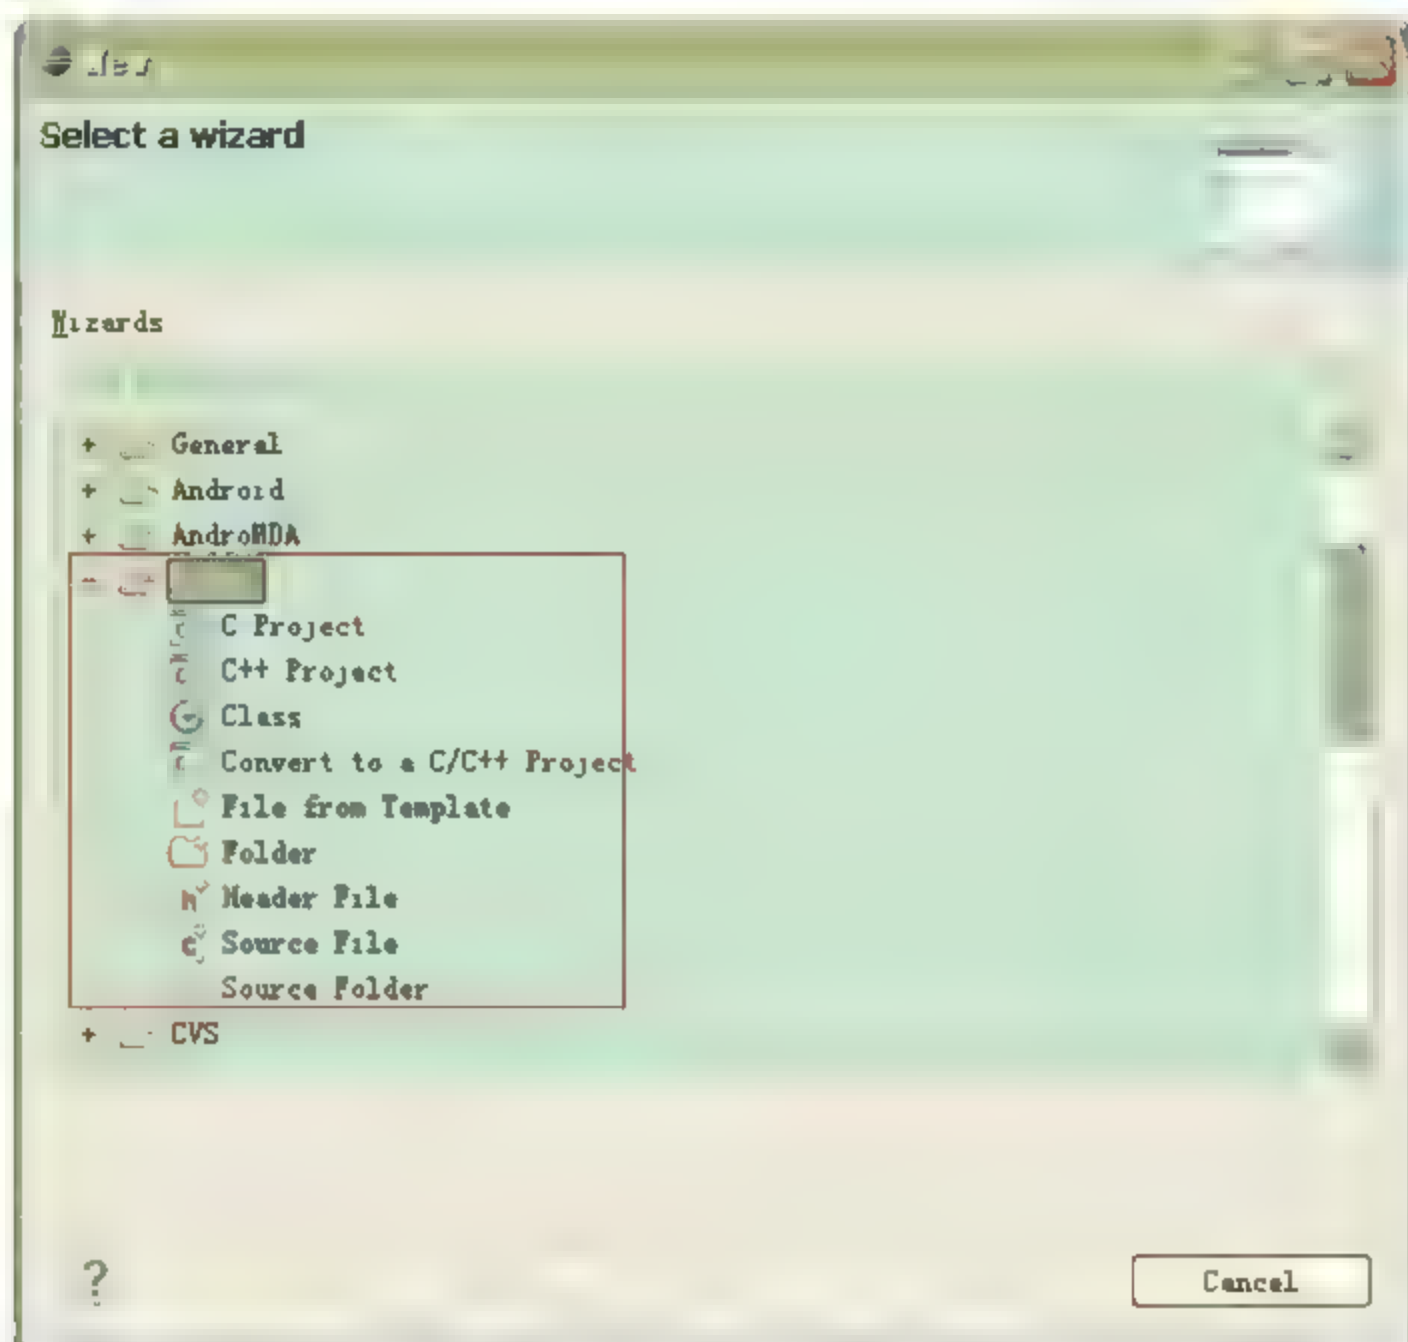 Select a wizard
Wizards
General
Android
AndroMDA
C Project
C++ Project
Class
Convert to a C/C++ Project
File from Template
Folder
Header File
Source File
Source Folder
CVS
?
Cancel